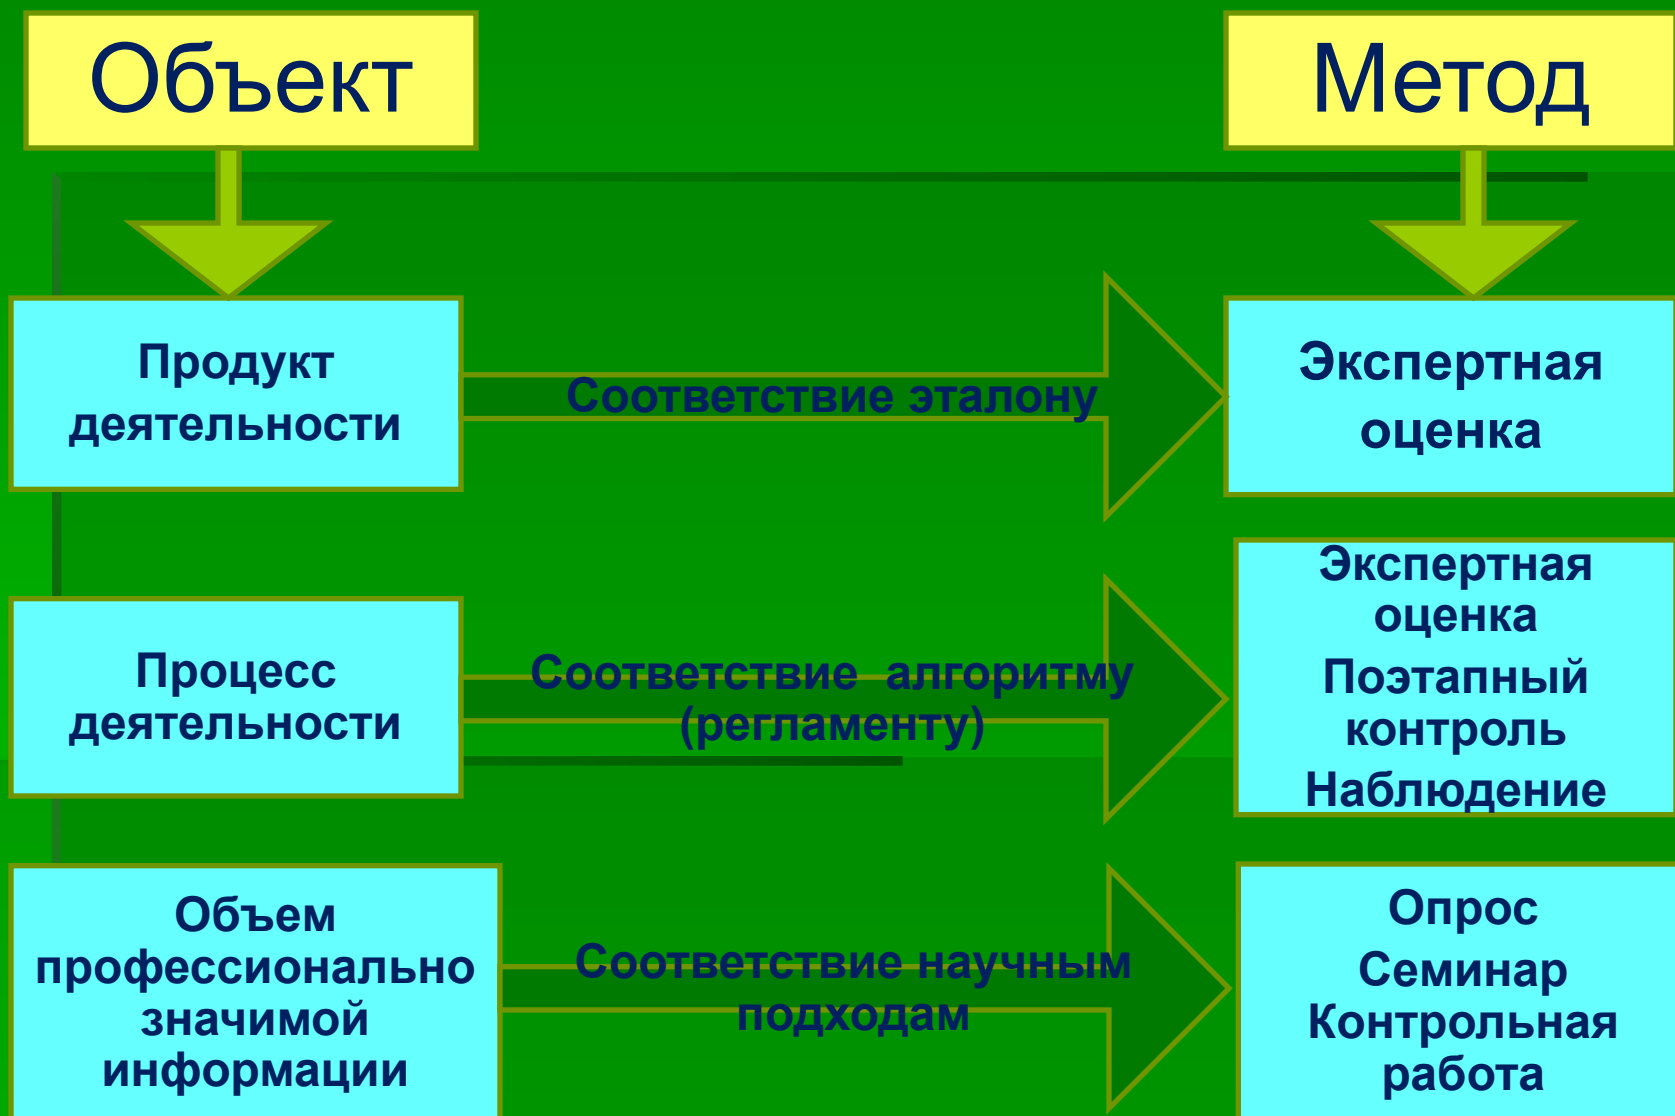 Объект
Метод
Продукт
деятельности
Соответствие эталону
Экспертная
оценка
Процесс
деятельности
Соответствие алгоритму
(регламенту)
Экспертная
оценка
Поэтапный
контроль
Наблюдение
Объем
профессионально
значимой
информации
Соответствие научным
подходам
Опрос
Семинар
Контрольная
работа